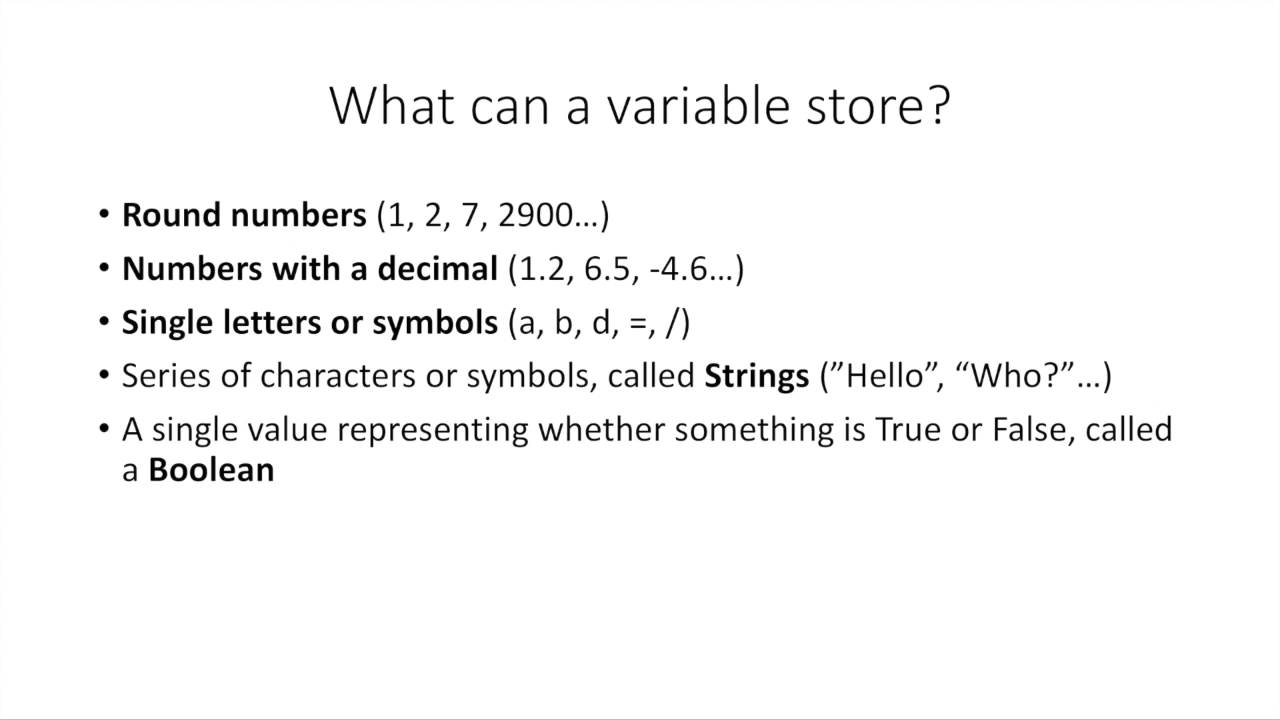 What can a variable store?
• Round numbers (1, 2, 7, 2900…)
• Numbers with a decimal (1.2, 6.5, -4.6…)
• Single letters or symbols (a, b, d, =, /)
• Series of characters or symbols, called Strings (”Hello”, “Who?”…)
• A single value representing whether something is True or False, called
a Boolean